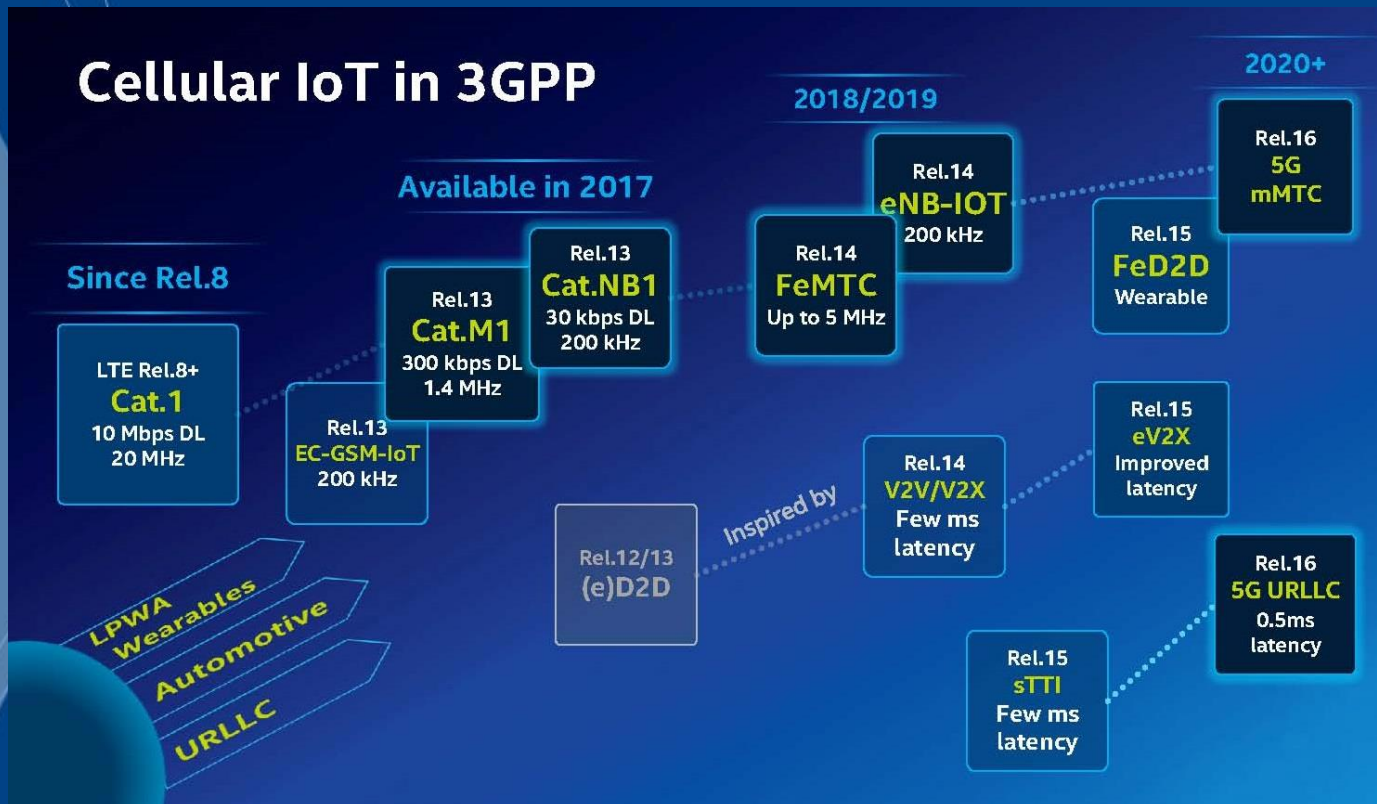 Cellular IoT in 3GPP
Since Rel.8
Available in 2017
2018/2019
2020+
LTE Rel.8+
Cat.1
10 Mbps DL
20 MHz
Rel.13
EC-GSM-IoT
200 kHz
Rel.13
Cat.M1
300 kbps DL
1.4 MHz
Rel.13
Cat.NB1
30 kbps DL
200 kHz
Rel.14
FeMTC
Up to 5 MHz
Rel.14
eNB-IOT
200 kHz
Rel.15
FeD2D
Wearable
Rel.16
5G
mMTC
Rel.12/13
(e)D2D
Inspired by
Rel.14
V2V/V2X
Few ms
latency
Rel.15
eV2X
Improved
latency
Rel.15
sTTI
Few ms
latency
Rel.16
5G URLLC
0.5ms
latency
LPWA
Wearables
Automotive
URLLC